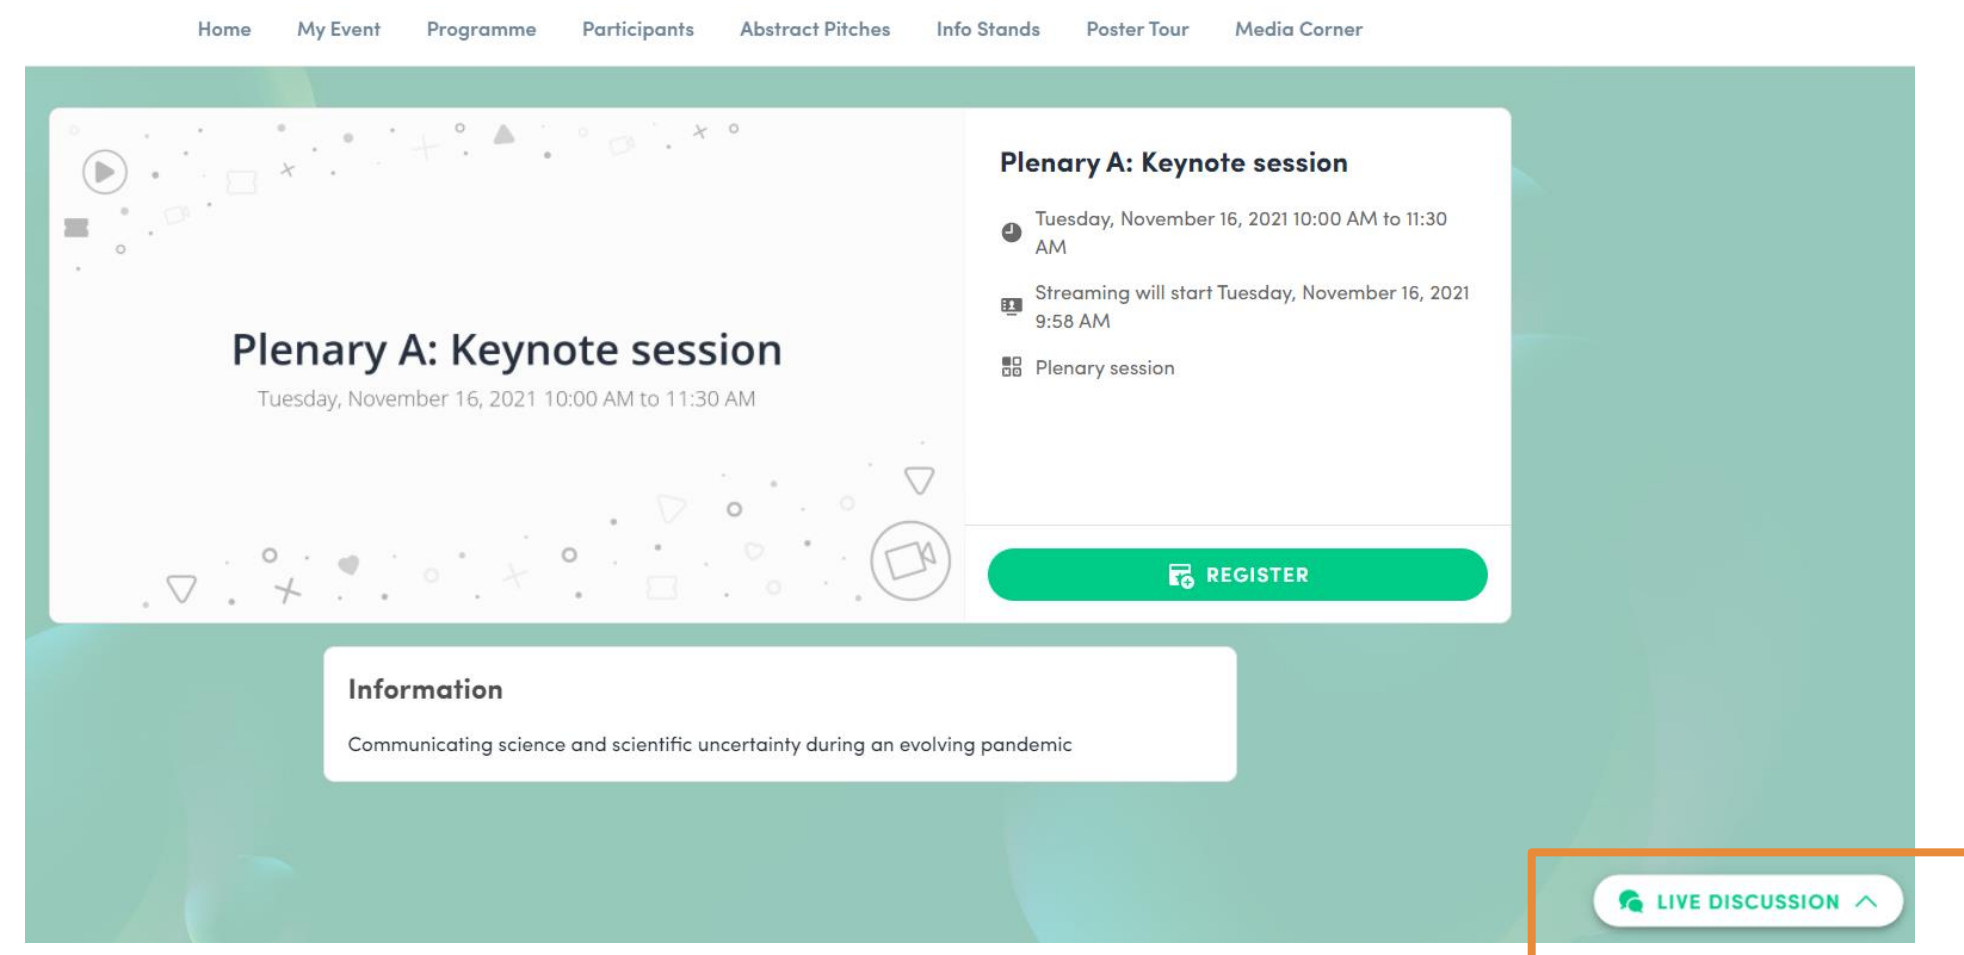 Home My Event Programme Participants Abstract Pitches Info Stands Poster Tour Media Corner
Plenary A: Keynote session
Tuesday, November 16, 2021 10:00 AM to 11:30 AM
Plenary A: Keynote session
Tuesday, November 16, 2021 10:00 AM to 11:30
AM
Streaming will start Tuesday, November 16, 2021
9:58 AM
Plenary session
REGISTER
Information
Communicating science and scientific uncertainty during an evolving pandemic
LIVE DISCUSSION